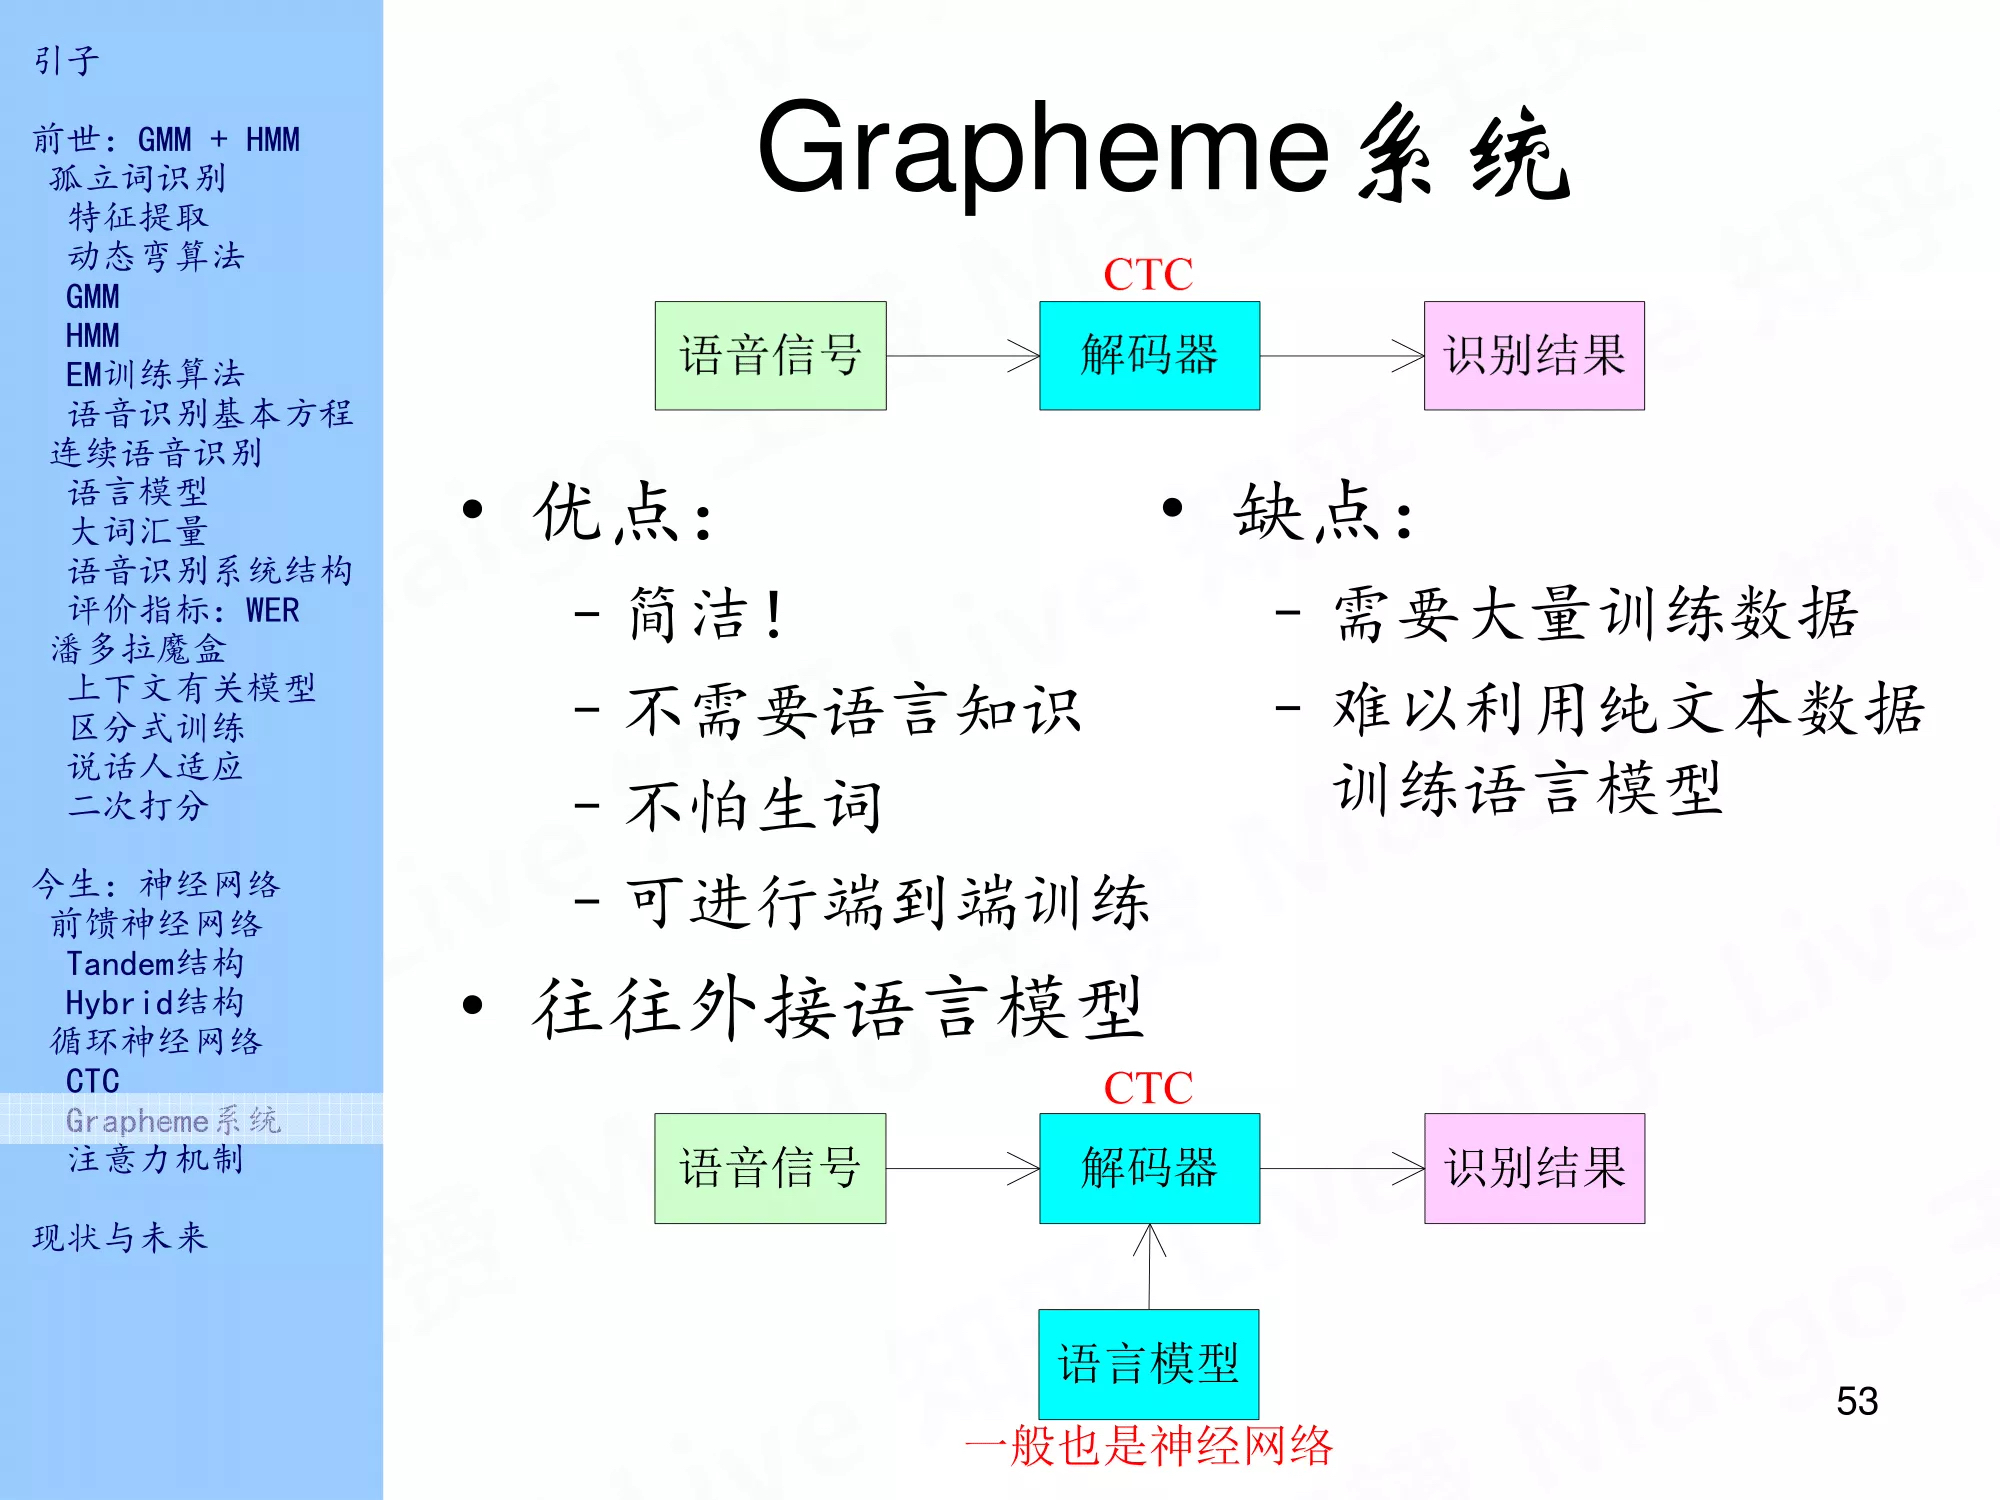 引子
前世：GMM + HMM
孤立词识别
特征提取
动态弯算法
GMM
HMM
EM训练算法
语音识别基本方程
连续语音识别
语言模型
大词汇量
语音识别系统结构
评价指标：WER
潘多拉魔盒
上下文有关模型
区分式训练
说话人适应
二次打分
今生：神经网络
前馈神经网络
Tandem结构
Hybrid结构
循环神经网络
CTC
Grapheme系统
注意力机制
现状与未来
Grapheme系统
CTC
语音信号
解码器
识别结果
• 优点：
– 简洁！
– 不需要语言知识
– 不怕生词
– 可进行端到端训练
• 缺点：
– 需要大量训练数据
– 难以利用纯文本数据
训练语言模型
• 往往外接语言模型
CTC
语音信号
解码器
识别结果
语言模型
一般也是神经网络
53
知乎 Live Maigo 王赟